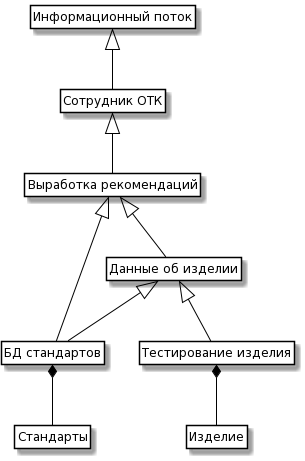 Информационный поток
Сотрудник ОТК
Выработка рекомендаций
Данные об изделии
БД стандартов
Тестирование изделия
Стандарты
Изделие